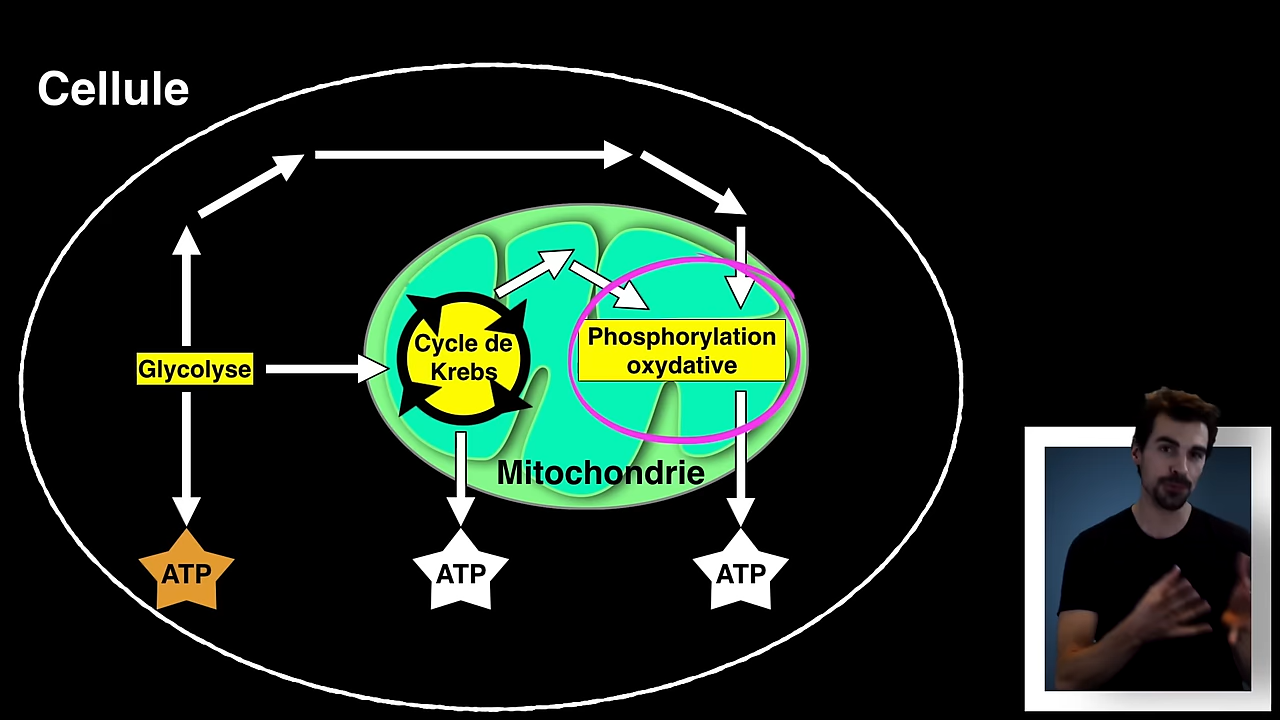 Cellule
Glycolyse
Cycle de
Krebs
Phosphorylation
oxydative
Mitochondrie
ATP
ATP
ATP